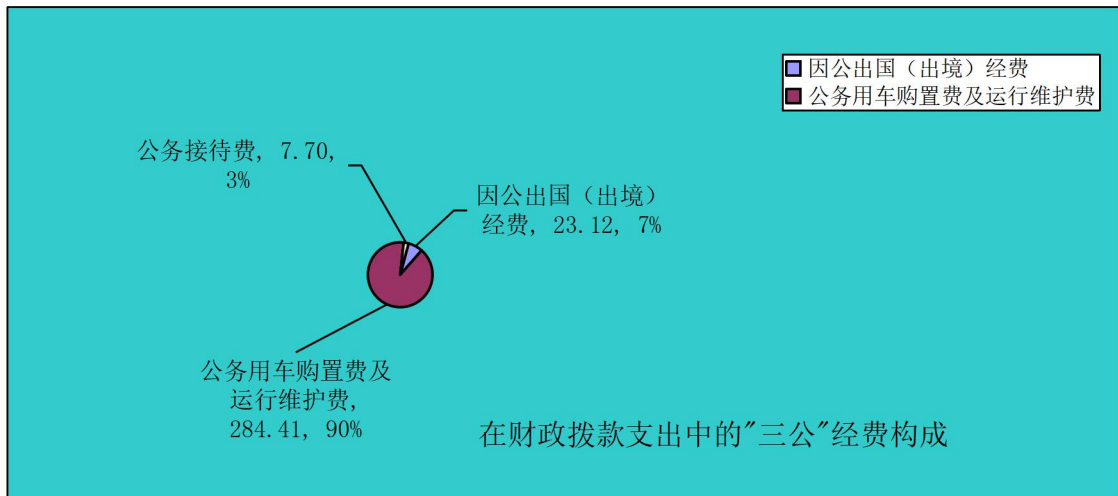 因公出国（出境）经费
公务用车购置费及运行维护费
公务接待费, 7.70,
3%
因公出国（出境）
经费, 23.12, 7%
公务用车购置费及
运行维护费,
284.41, 90%
在财政拨款支出中的"三公"经费构成